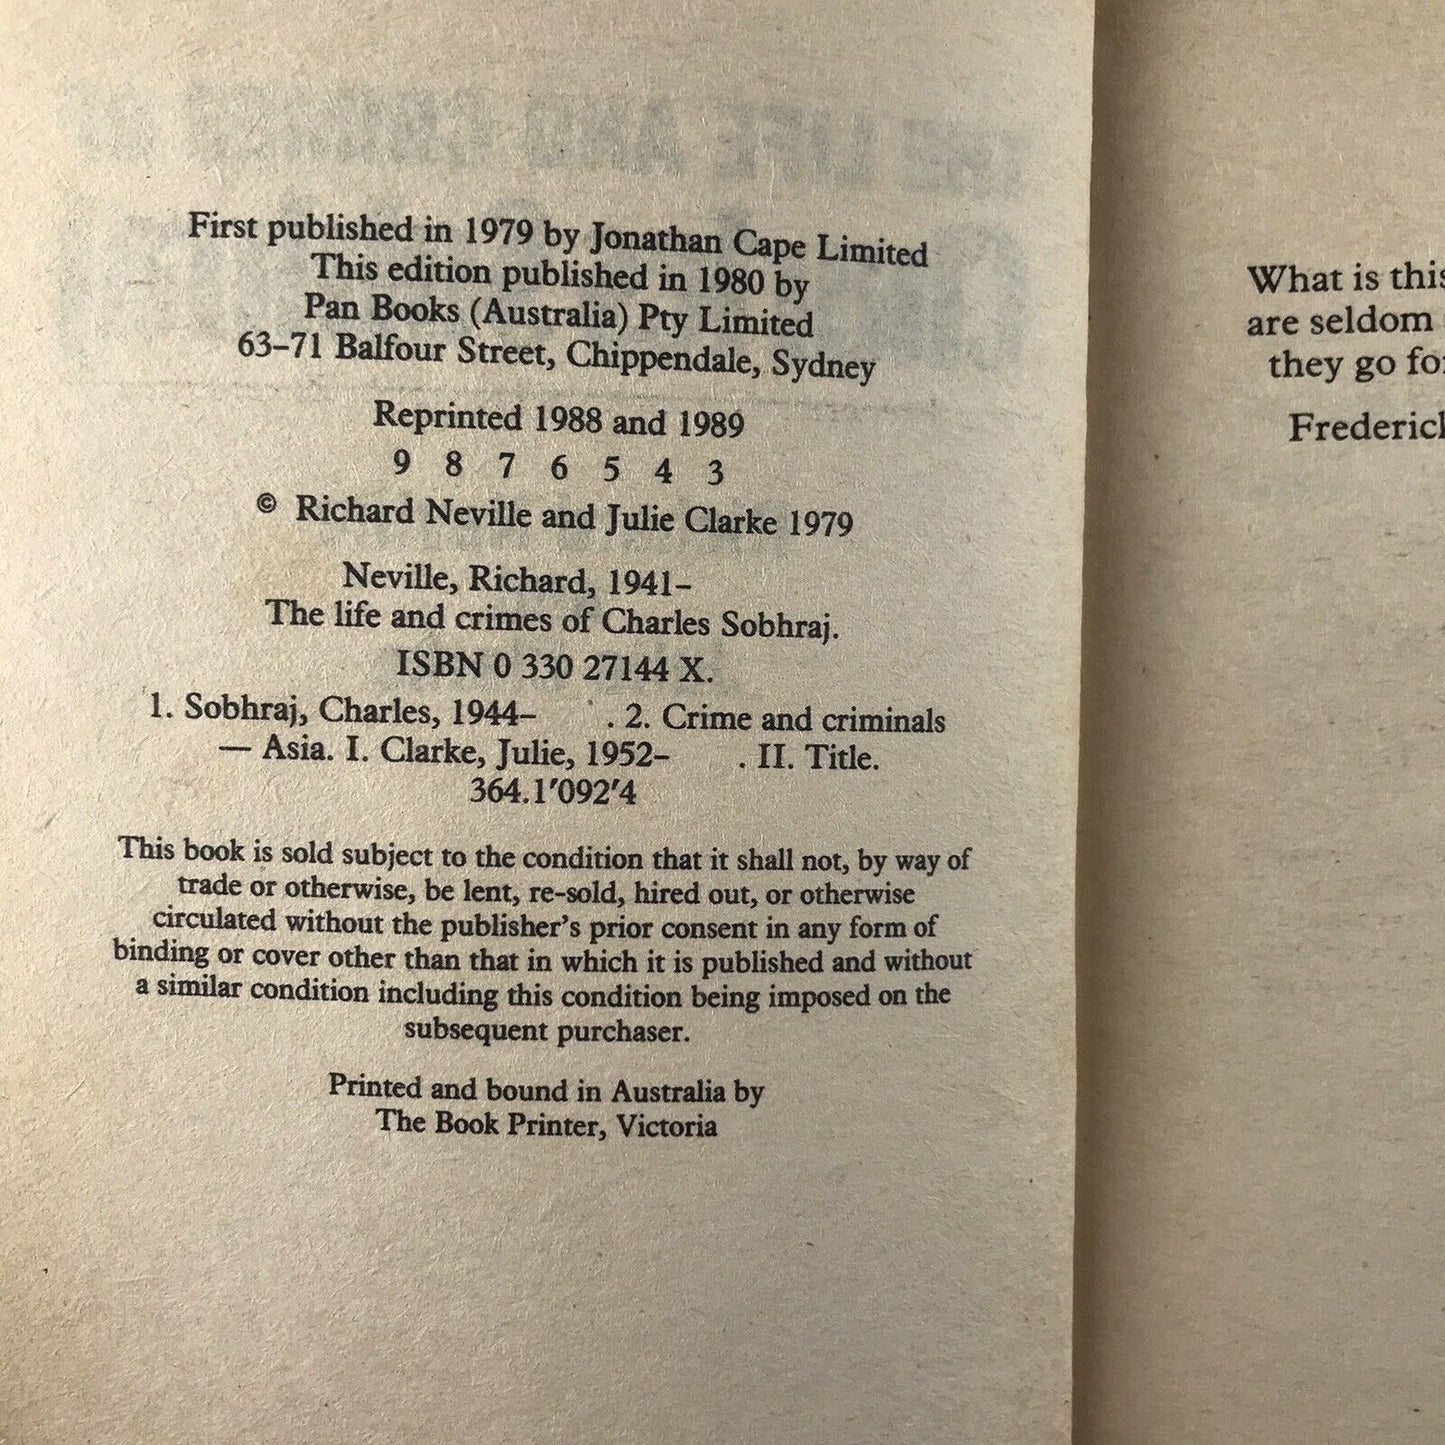 First published in 1979 by Jonathan Cape Limited
This edition published in 1980 by
Pan Books (Australia) Pty Limited
63–71 Balfour Street, Chippendale, Sydney
Reprinted 1988 and 1989
9 8 7 6 5 4 3
© Richard Neville and Julie Clarke 1979
Neville, Richard, 1941–
The life and crimes of Charles Sobhraj.
ISBN 0 330 27144 X.
1. Sobhraj, Charles, 1944– . 2. Crime and criminals
— Asia. I. Clarke, Julie, 1952– . II. Title.
364.1'092'4
This book is sold subject to the condition that it shall not, by way of
trade or otherwise, be lent, re-sold, hired out, or otherwise
circulated without the publisher's prior consent in any form of
binding or cover other than that in which it is published and without
a similar condition including this condition being imposed on the
subsequent purchaser.
Printed and bound in Australia by
The Book Printer, Victoria
What is this
are seldom
they go for
Frederick